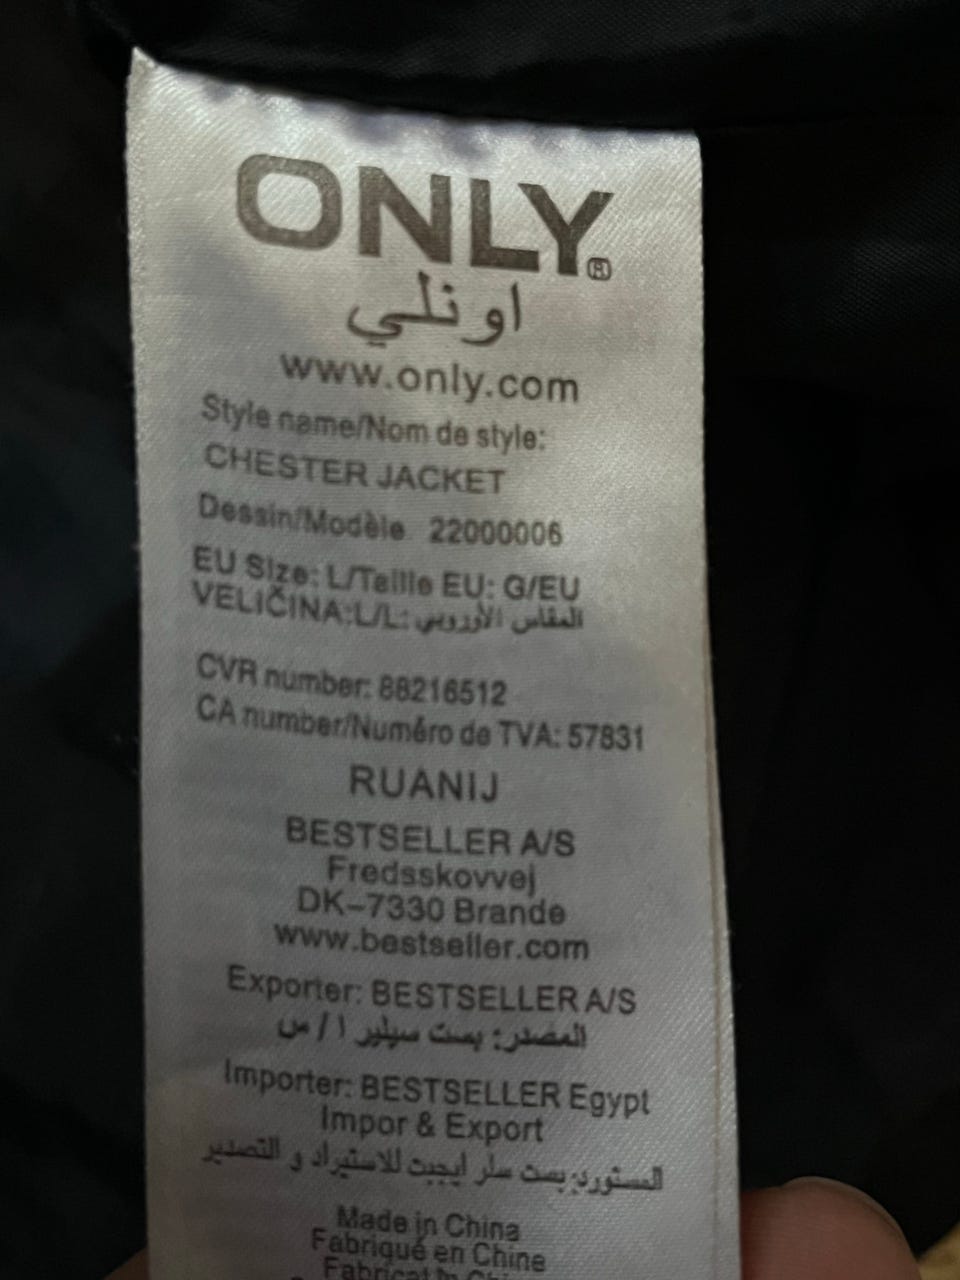 ONLY®
اونلي
www.only.com
Style name/Nom de style:
CHESTER JACKET
Dessin/Modèle 22000006
EU Size: L/Taille EU: G/EU
VELIČINA:L/L: المقاس الأوروبي
CVR number: 88216512
CA number/Numéro de TVA: 57831
RUANIJ
BESTSELLER A/S
Fredsskovvej
DK-7330 Brande
www.bestseller.com
Exporter: BESTSELLER A/S
المصدر: بست سيلير ا/ س
Importer: BESTSELLER Egypt
Impor & Export
المستورد: بست سلر ايجبت للاستيراد و التصدير
Made in China
Fabriqué en Chine
Fabricat în